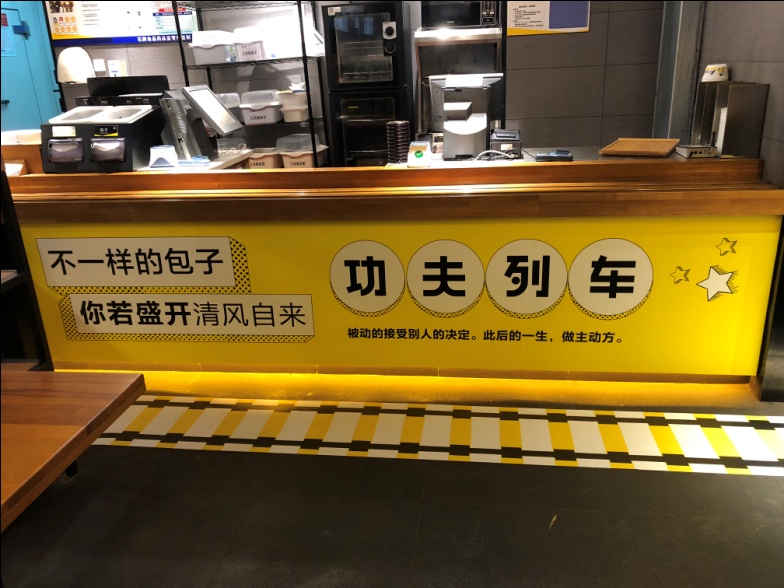 不一样的包子
你若盛开清风自来
功夫列车
被动的接受别人的决定。此后的一生，做主动方。